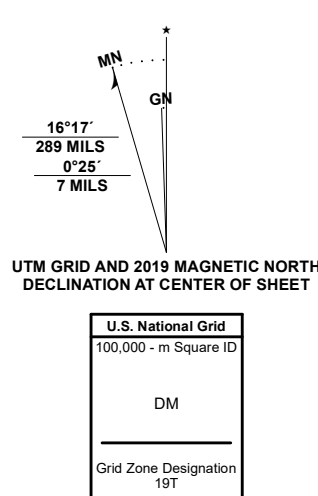 MN
GN
16°17´
289 MILS
0°25´
7 MILS
UTM GRID AND 2019 MAGNETIC NORTH
DECLINATION AT CENTER OF SHEET
U.S. National Grid
100,000 - m Square ID
DM
Grid Zone Designation
19T